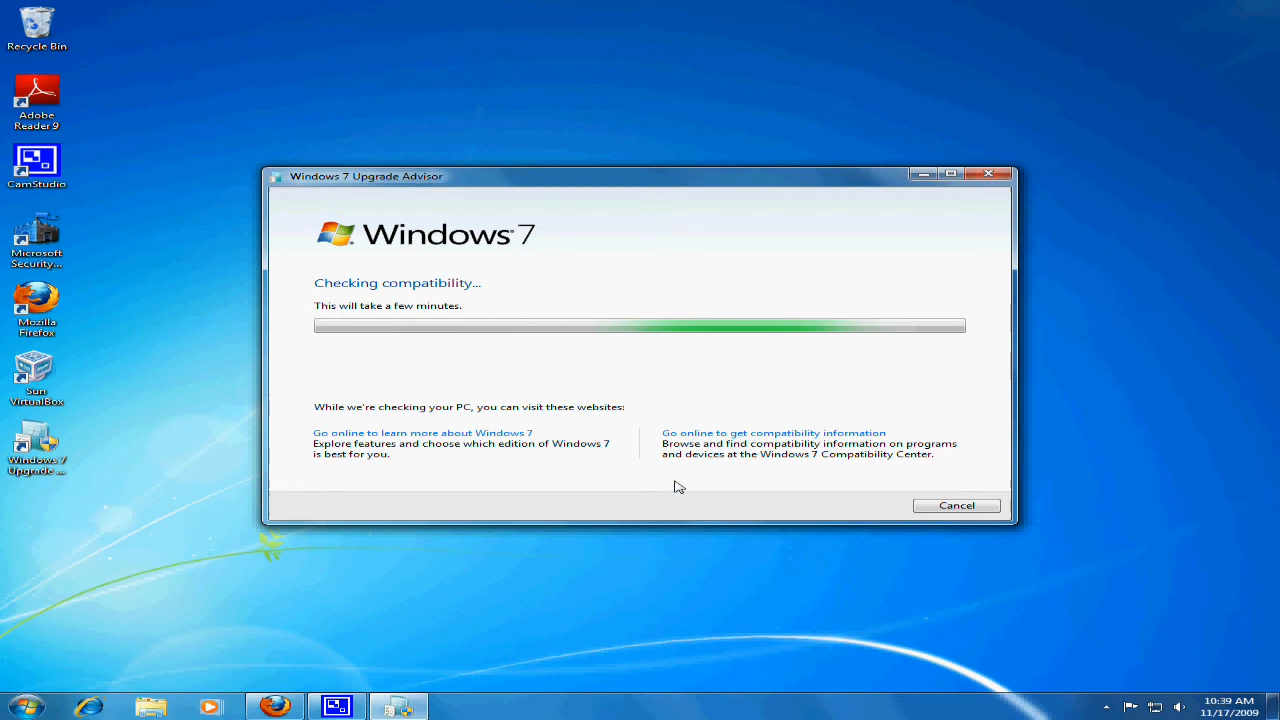 Recycle Bin
Adobe
Reader 9
CamStudio
Microsoft
Security...
Mozilla
Firefox
Sun
VirtualBox
Windows 7
Upgrade ...
Windows 7 Upgrade Advisor
Windows 7
Checking compatibility...
This will take a few minutes.
While we're checking your PC, you can visit these websites:
Go online to learn more about Windows 7
Explore features and choose which edition of Windows 7
is best for you.
Go online to get compatibility information
Browse and find compatibility information on programs
and devices at the Windows 7 Compatibility Center.
Cancel
10:39 AM
11/17/2009